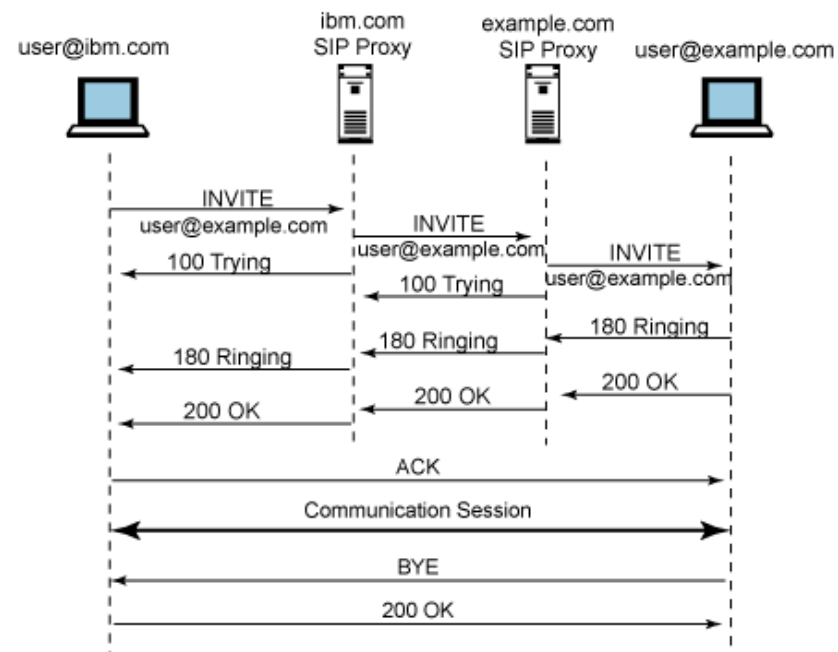 user@ibm.com
ibm.com
SIP Proxy
example.com
SIP Proxy
user@example.com
INVITE
user@example.com
INVITE
user@example.com
INVITE
user@example.com
100 Trying
100 Trying
180 Ringing
180 Ringing
180 Ringing
200 OK
200 OK
200 OK
ACK
Communication Session
BYE
200 OK